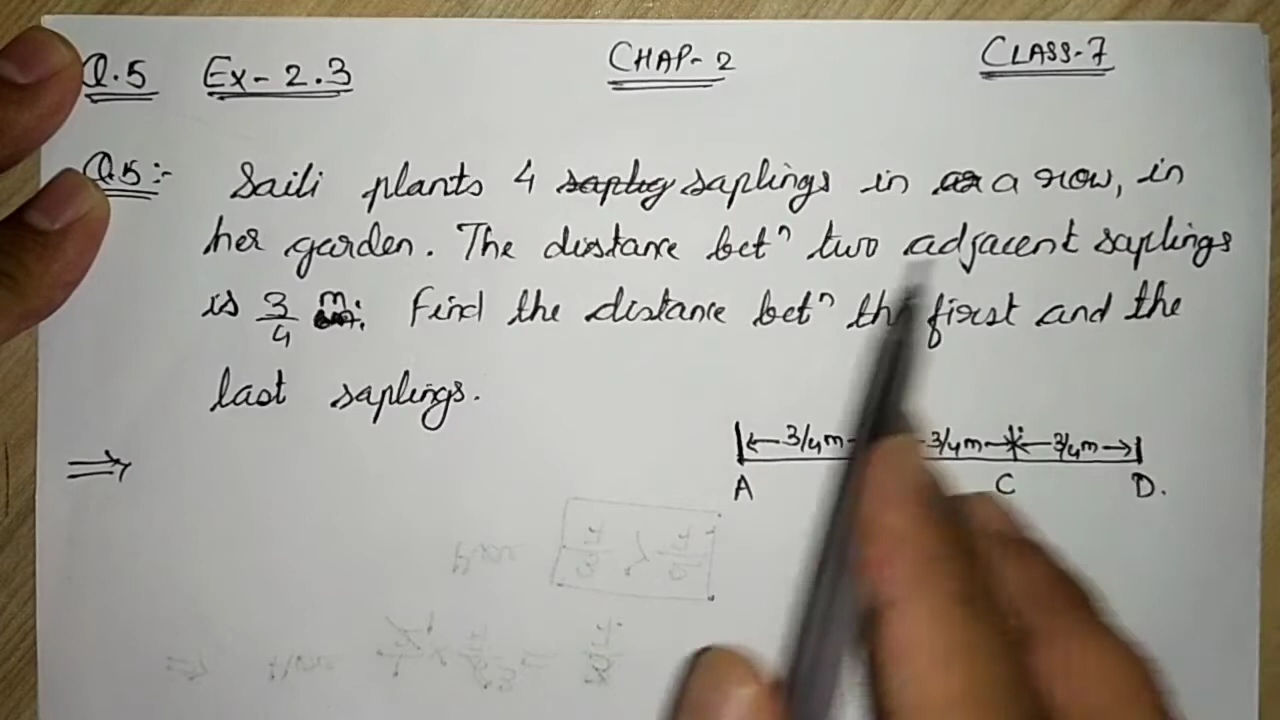 Q.5 Ex-2.3 CHAP-2 CLASS-7
Q.5:- Saili plants 4 saplings in a row, in
her garden. The distance betn two adjacent saplings
is 3/4 m. Find the distance betn the first and the
last saplings.
⇒
3/4m 3/4m 3/4m
A C D.